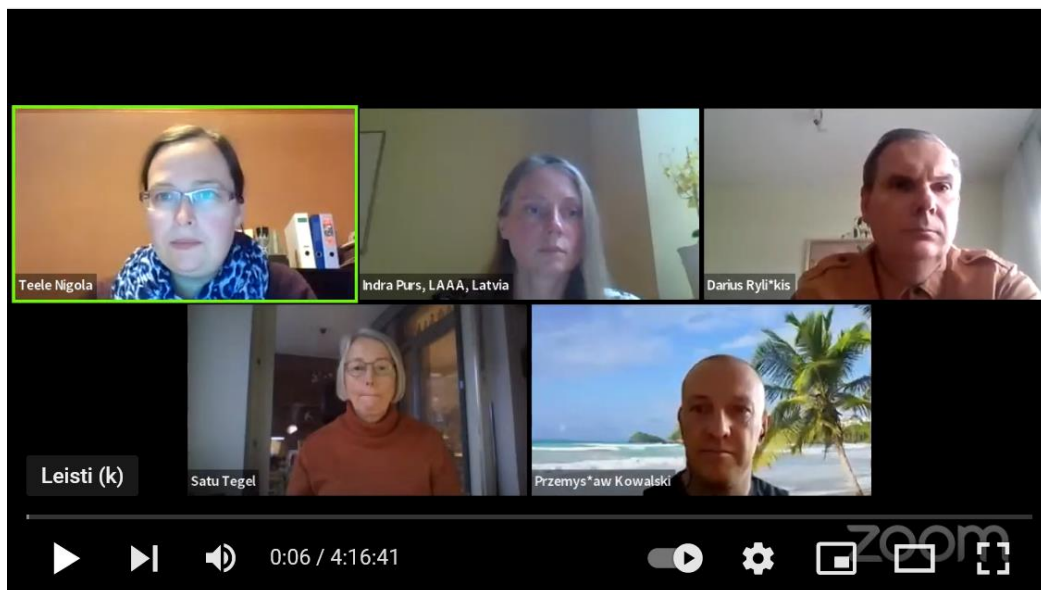 Teele Nigola
Indra Purs, LAAA, Latvia
Darius Ryli*kis
Satu Tegel
Przemys*aw Kowalski
Leisti (k)
0:06 / 4:16:41
zoom